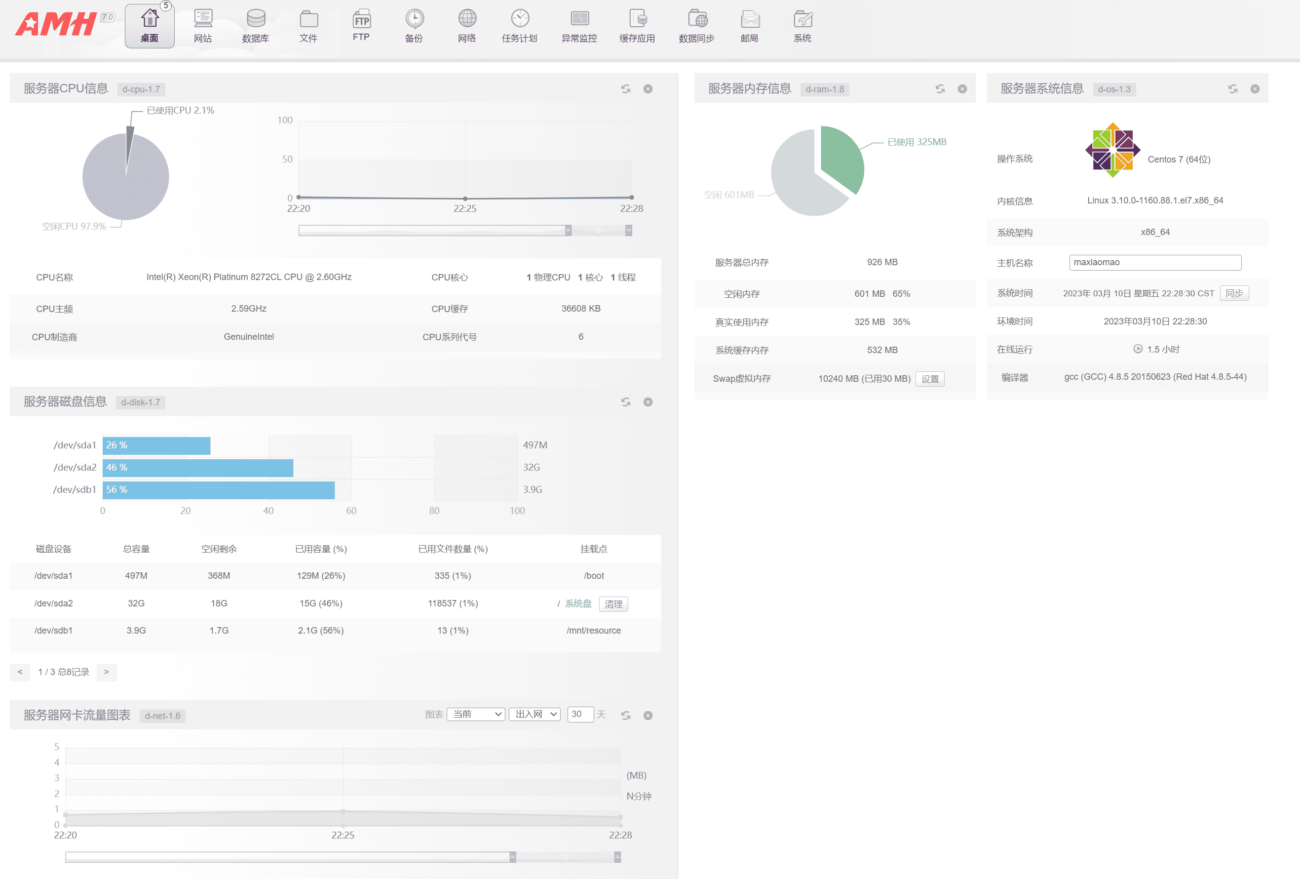 AMH 7.0
5
桌面 网站 数据库 文件 FTP 备份 网络 任务计划 异常监控 缓存应用 数据同步 邮局 系统
FTP
服务器CPU信息 d-cpu-1.7
已使用CPU 2.1%
空闲CPU 97.9%
100
50
0
22:20 22:25 22:28
CPU名称 Intel(R) Xeon(R) Platinum 8272CL CPU @ 2.60GHz CPU核心 1 物理CPU 1 核心 1 线程
CPU主频 2.59GHz CPU缓存 36608 KB
CPU制造商 GenuineIntel CPU系列代号 6
服务器磁盘信息 d-disk-1.7
/dev/sda1 26 % 497M
/dev/sda2 46 % 32G
/dev/sdb1 56 % 3.9G
0 20 40 60 80 100
磁盘设备 总容量 空闲剩余 已用容量 (%) 已用文件数量 (%) 挂载点
/dev/sda1 497M 368M 129M (26%) 335 (1%) /boot
/dev/sda2 32G 18G 15G (46%) 118537 (1%) / 系统盘 清理
/dev/sdb1 3.9G 1.7G 2.1G (56%) 13 (1%) /mnt/resource
< 1 / 3 总8记录 >
服务器网卡流量图表 d-net-1.6 图表: 当前 出入网 30 天
5
4
3
2
1
0
(MB)
N分钟
22:20 22:25 22:28
服务器内存信息 d-ram-1.8
已使用 325MB
空闲 601MB
服务器总内存 926 MB
空闲内存 601 MB 65%
真实使用内存 325 MB 35%
系统缓存内存 532 MB
Swap虚拟内存 10240 MB (已用30 MB) 设置
服务器系统信息 d-os-1.3
操作系统 Centos 7 (64位)
内核信息 Linux 3.10.0-1160.88.1.el7.x86_64
系统架构 x86_64
主机名称 maxiaomao
系统时间 2023年 03月 10日 星期五 22:28:30 CST 同步
环境时间 2023年03月10日 22:28:30
在线运行 1.5 小时
编译器 gcc (GCC) 4.8.5 20150623 (Red Hat 4.8.5-44)